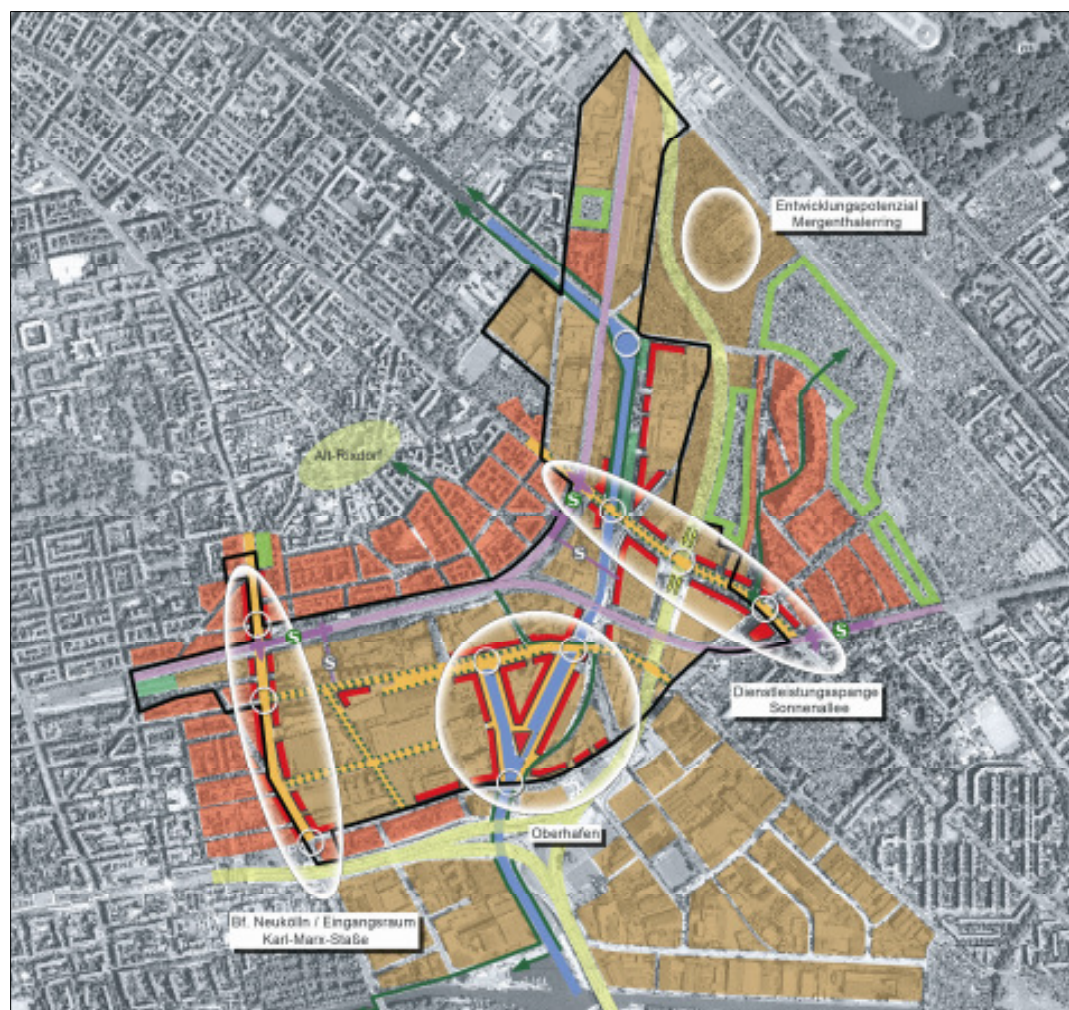 Entwicklungspotenzial
Mergenthalerring
Alt-Rixdorf
S
S
S
S
S
Dienstleistungsspange
Sonnenallee
Oberhafen
Bf. Neukölln / Eingangsraum
Karl-Marx-Staße